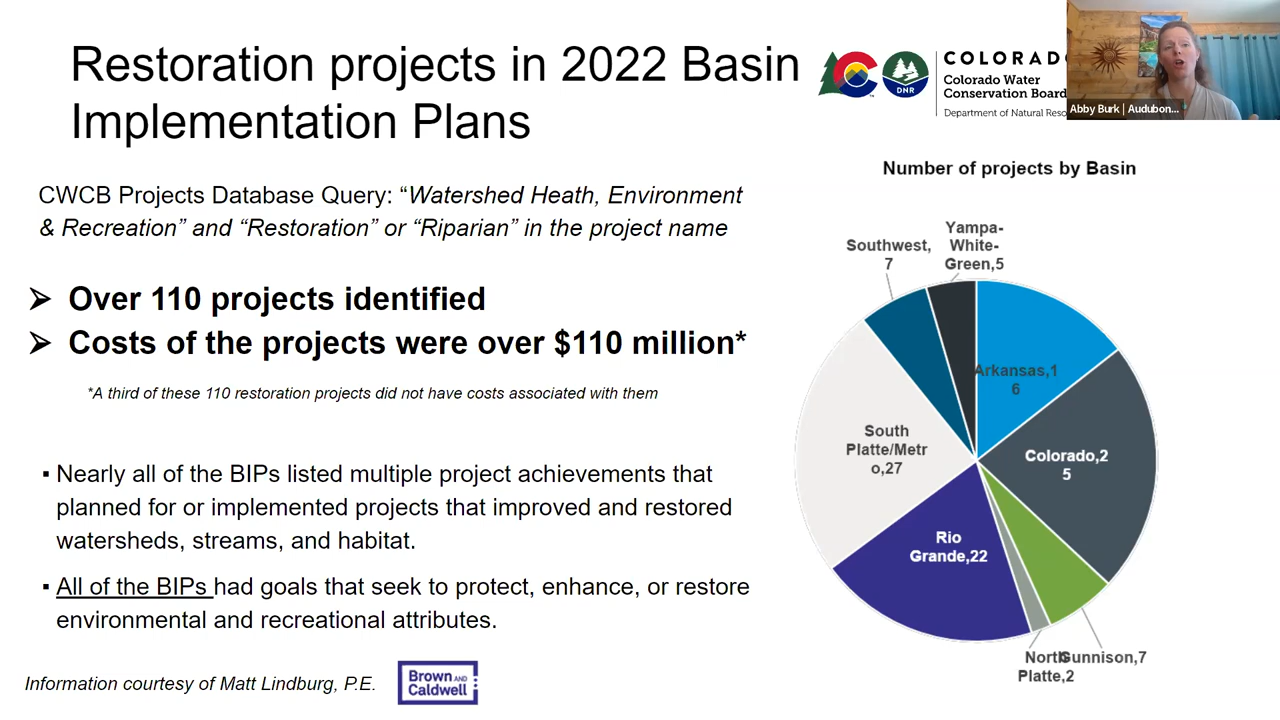 Restoration projects in 2022 Basin
Implementation Plans
COLORADO
Colorado Water
Conservation Board
DNR
Department of Natural Reso
Abby Burk | Audubon...
CWCB Projects Database Query: “Watershed Heath, Environment
& Recreation” and “Restoration” or “Riparian” in the project name
➢ Over 110 projects identified
➢ Costs of the projects were over $110 million*
*A third of these 110 restoration projects did not have costs associated with them
▪ Nearly all of the BIPs listed multiple project achievements that
planned for or implemented projects that improved and restored
watersheds, streams, and habitat.
▪ All of the BIPs had goals that seek to protect, enhance, or restore
environmental and recreational attributes.
Information courtesy of Matt Lindburg, P.E.
Brown AND
Caldwell
Number of projects by Basin
Yampa-
White-
Green,5
Southwest,
7
Arkansas,1
6
South
Platte/Metr
o,27
Colorado,2
5
Rio
Grande,22
North
Platte,2
Gunnison,7